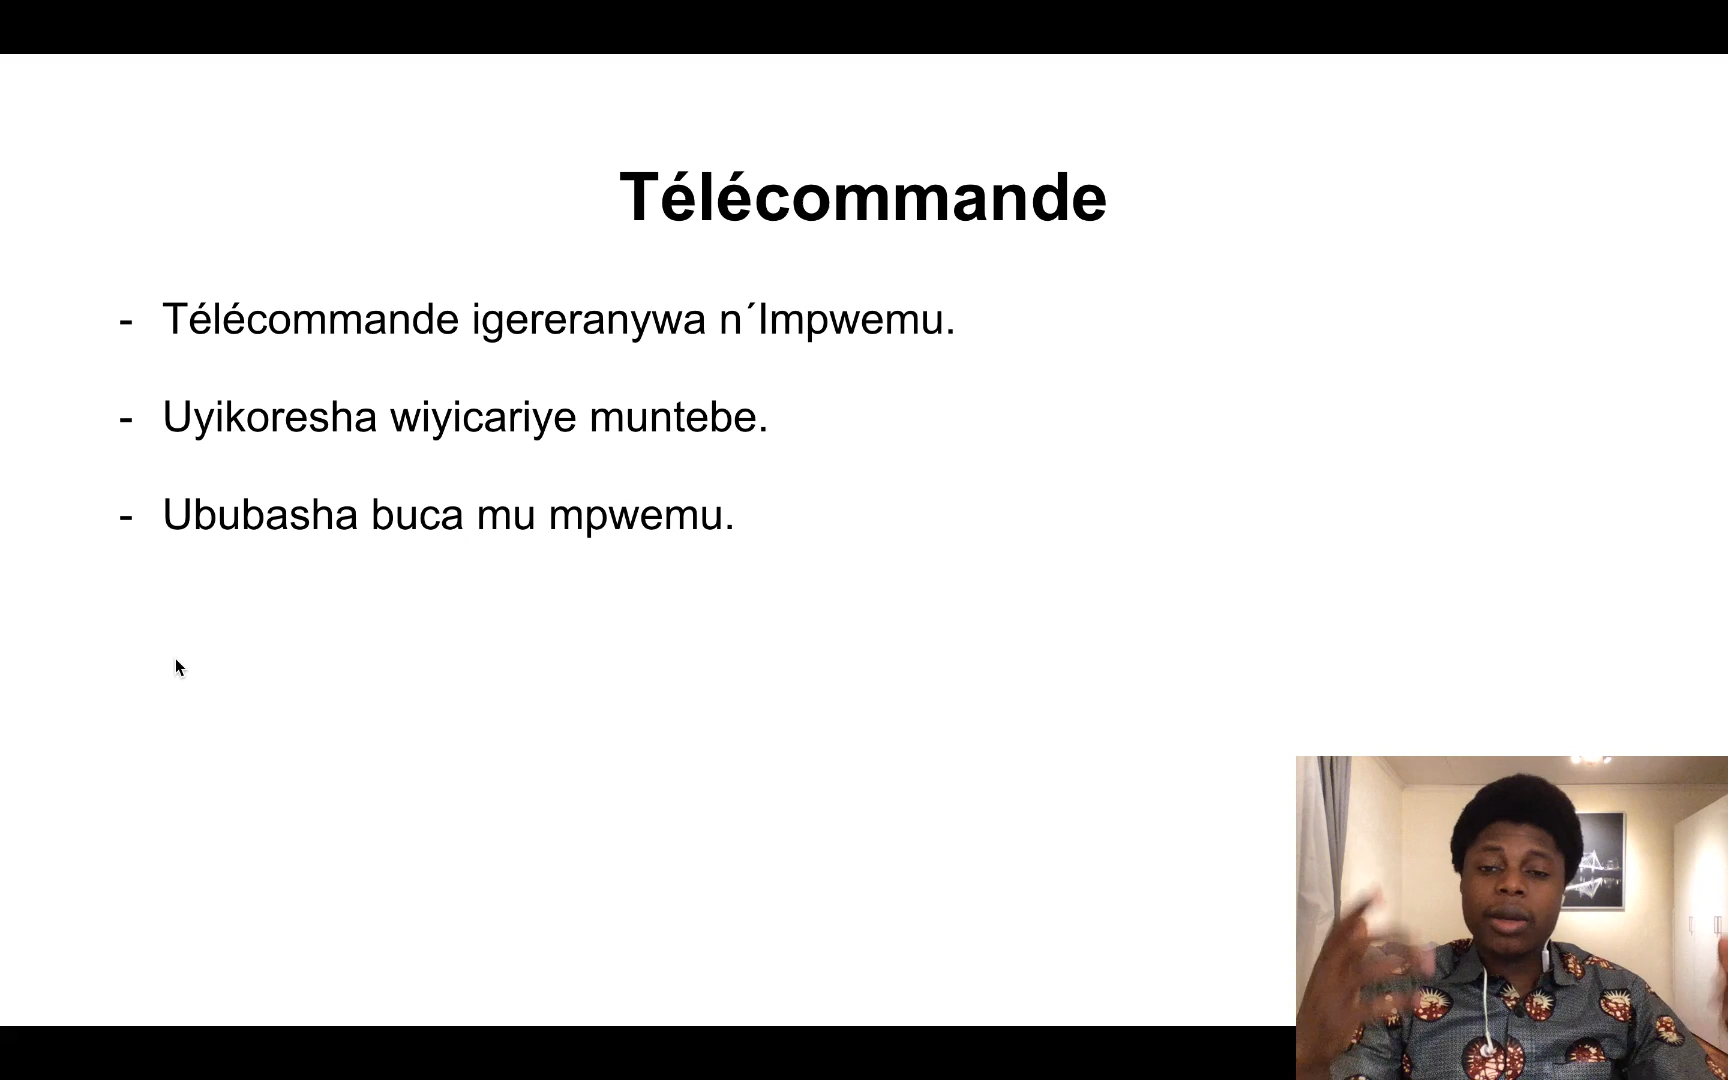 Télécommande
- Télécommande igereranywa n´Impwemu.
- Uyikoresha wiyicariye muntebe.
- Ububasha buca mu mpwemu.